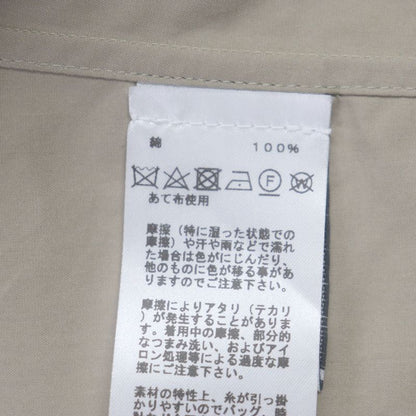 綿 100%
F W
あて布使用
摩擦(特に湿った状態での
摩擦)や汗や雨などで濡れ
た場合は色がにじんだり、
他のものに色が移る事があ
りますのでご注意下さい。
摩擦によりアタリ(テカリ
)が発生することがありま
す。着用中の摩擦、部分的
なつまみ洗い、およびアイ
ロン処理等による過度な摩
擦にご注意下さい。
素材の特性上、糸が引っ掛
かりやすいのでバッグ、時